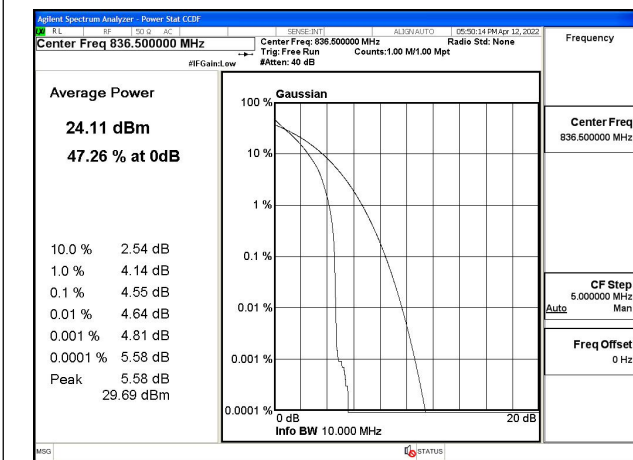 Agilent Spectrum Analyzer - Power Stat CCDF
LXI RL RF 50 Ω AC SENSE:INT ALIGN AUTO 05:50:14 PM Apr 12, 2022
Center Freq 836.500000 MHz
Center Freq: 836.500000 MHz Radio Std: None
Trig: Free Run Counts:1.00 M/1.00 Mpt
#IFGain:Low #Atten: 40 dB
Frequency
Average Power
24.11 dBm
47.26 % at 0dB
10.0 % 2.54 dB
1.0 % 4.14 dB
0.1 % 4.55 dB
0.01 % 4.64 dB
0.001 % 4.81 dB
0.0001 % 5.58 dB
Peak 5.58 dB
29.69 dBm
Gaussian
100 %
10 %
1 %
0.1 %
0.01 %
0.001 %
0.0001 %
0 dB 20 dB
Info BW 10.000 MHz
Center Freq
836.500000 MHz
CF Step
5.000000 MHz
Auto Man
Freq Offset
0 Hz
MSG STATUS